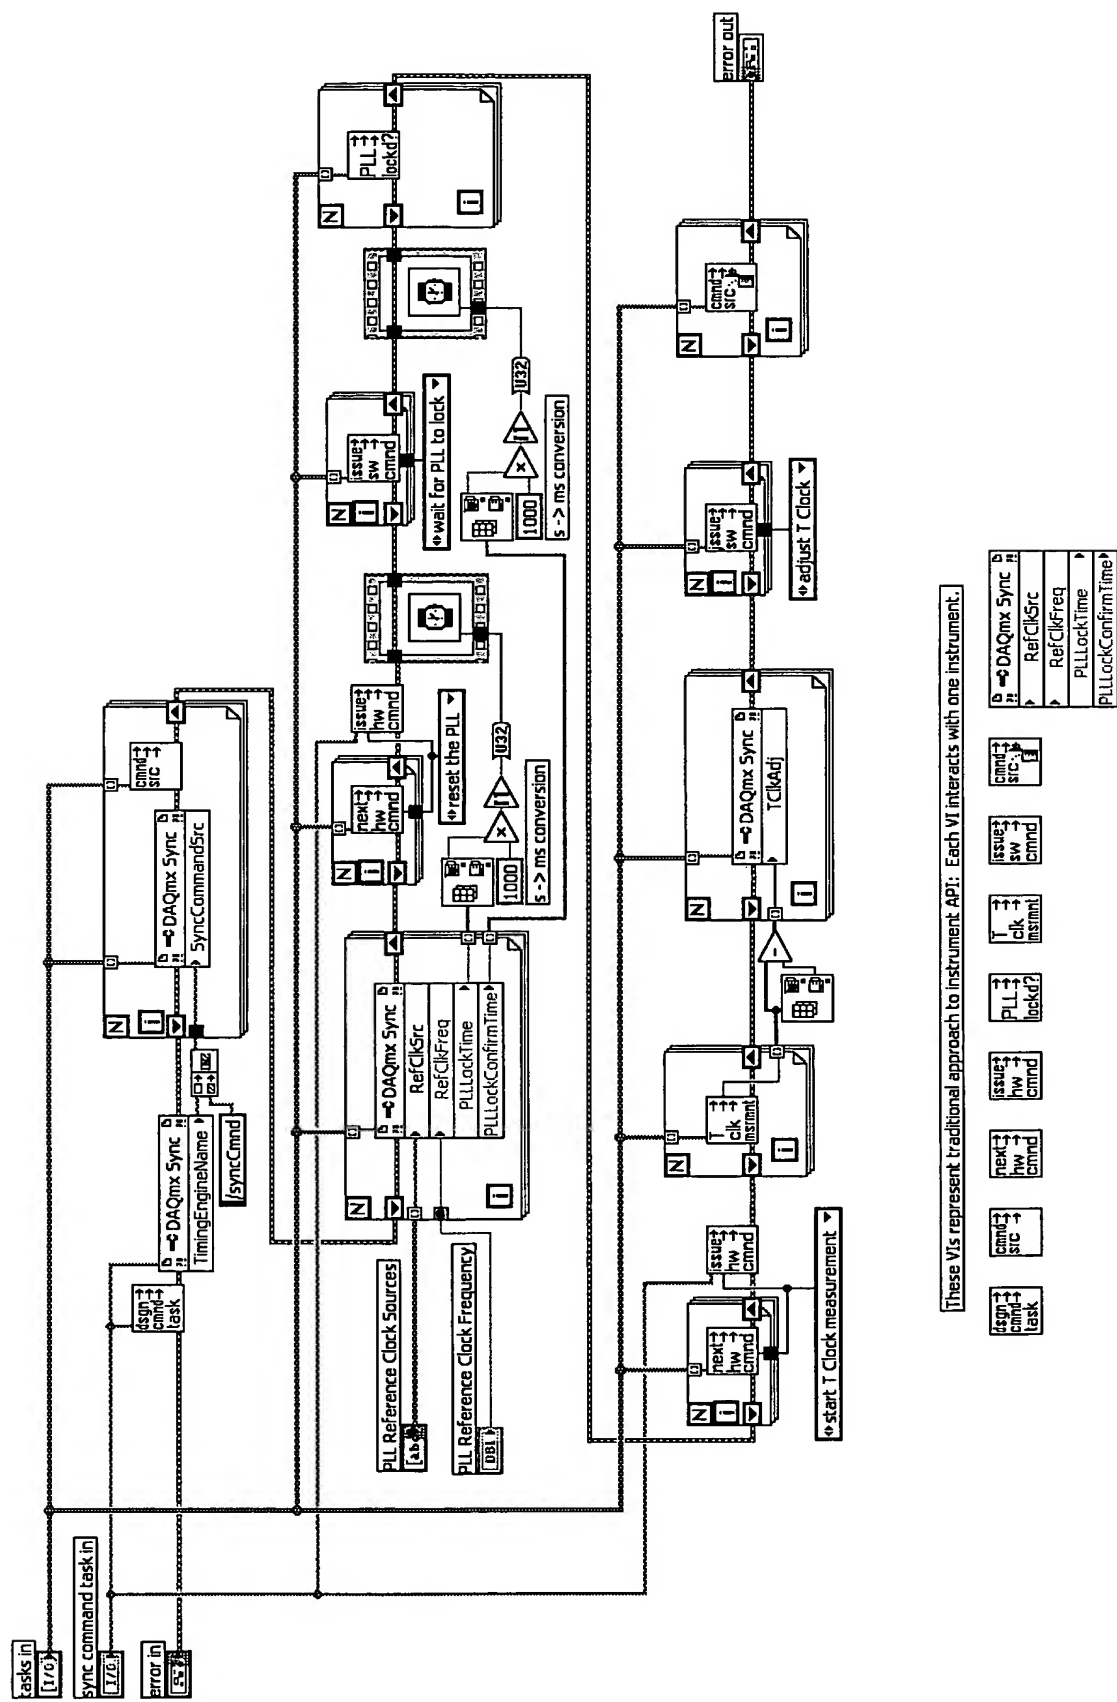 tasks in
[I/O]
sync command task in
I/O
error in
dsgn
cmnd
task
DAQmx Sync
TimingEngineName
/syncCmnd
N
i
DAQmx Sync
SyncCommandSrc
cmnd
src
PLL Reference Clock Sources
[abc
PLL Reference Clock Frequency
[DBL
N
i
DAQmx Sync
RefClkSrc
RefClkFreq
PLLLockTime
PLLLockConfirmTime
N
i
next
hw
cmnd
issue
hw
cmnd
reset the PLL
1000
x
U32
s -> ms conversion
N
i
issue
sw
cmnd
wait for PLL to lock
1000
x
U32
s -> ms conversion
N
i
PLL
lockd?
N
i
next
hw
cmnd
issue
hw
cmnd
start T Clock measurement
N
i
T
clk
msrmnt
-
N
i
DAQmx Sync
TClkAdj
N
i
issue
sw
cmnd
adjust T Clock
N
i
cmnd
src
error out
These VIs represent traditional approach to instrument API: Each VI interacts with one instrument.
dsgn
cmnd
task
cmnd
src
next
hw
cmnd
issue
hw
cmnd
PLL
lockd?
T
clk
msrmnt
issue
sw
cmnd
cmnd
src
DAQmx Sync
RefClkSrc
RefClkFreq
PLLLockTime
PLLLockConfirmTime